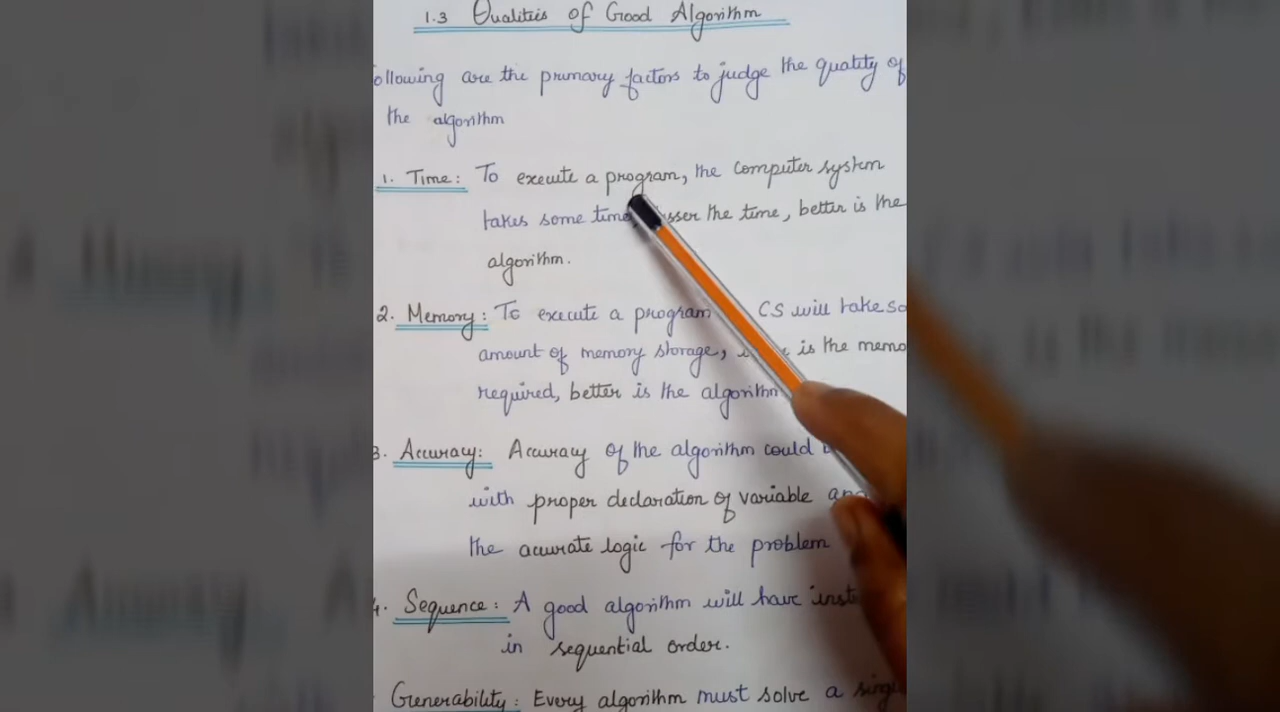 1.3 Qualities of Good Algorithm
ollowing are the primary factors to judge the quality of
the algorithm
1. Time: To execute a program, the computer system
takes some time, the time, better is the
algorithm.
2. Memory: To execute a program CS will take so
amount of memory storage, is the memo
required, better is the algorithm
3. Accuracy: Accuracy of the algorithm could
with proper declaration of variable and
the accurate logic for the problem
4. Sequence: A good algorithm will have inst
in sequential order.
Generability: Every algorithm must solve a single